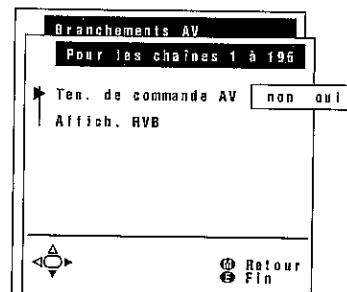 Branchements AV
Pour les chaînes 1 à 196
Ten. de commande AV non oui
Affich. RVB
M Retour
E Fin